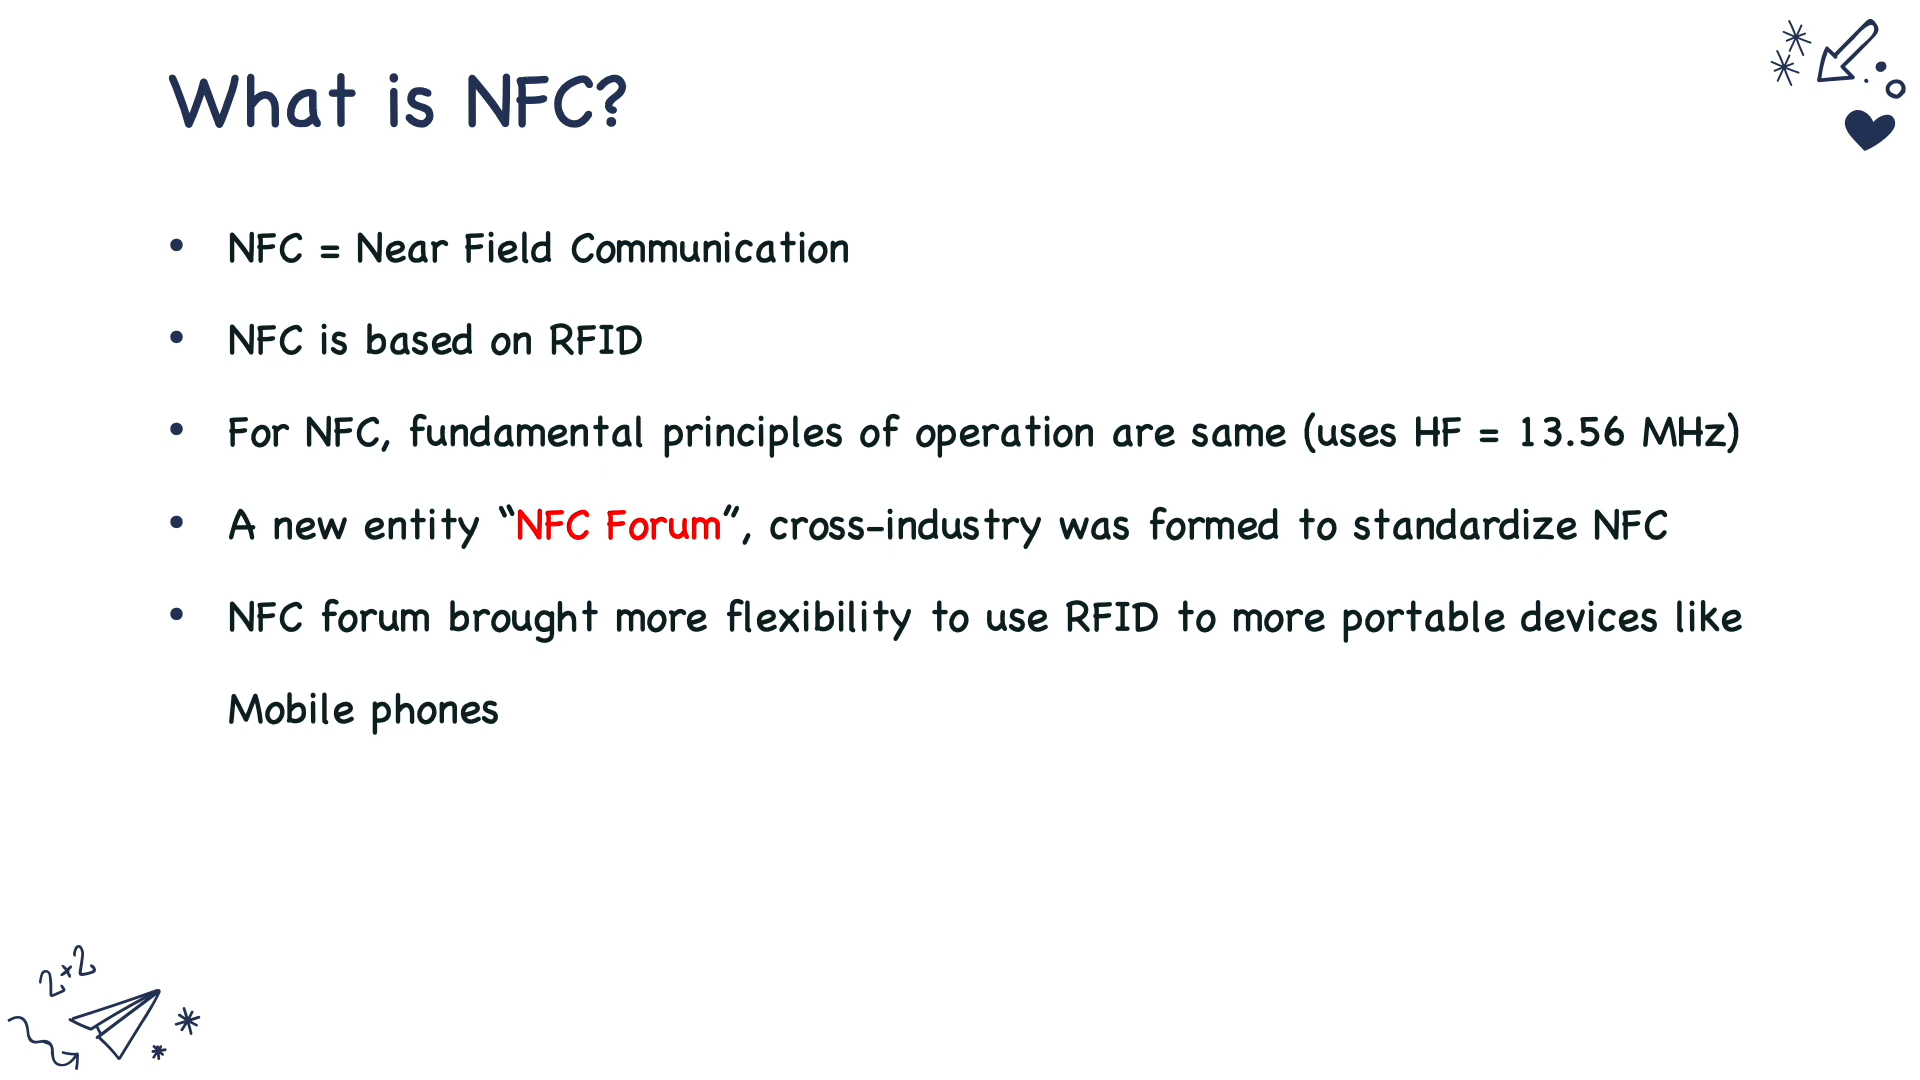 What is NFC?
• NFC = Near Field Communication
• NFC is based on RFID
• For NFC, fundamental principles of operation are same (uses HF = 13.56 MHz)
• A new entity “NFC Forum”, cross-industry was formed to standardize NFC
• NFC forum brought more flexibility to use RFID to more portable devices like
Mobile phones
2×2